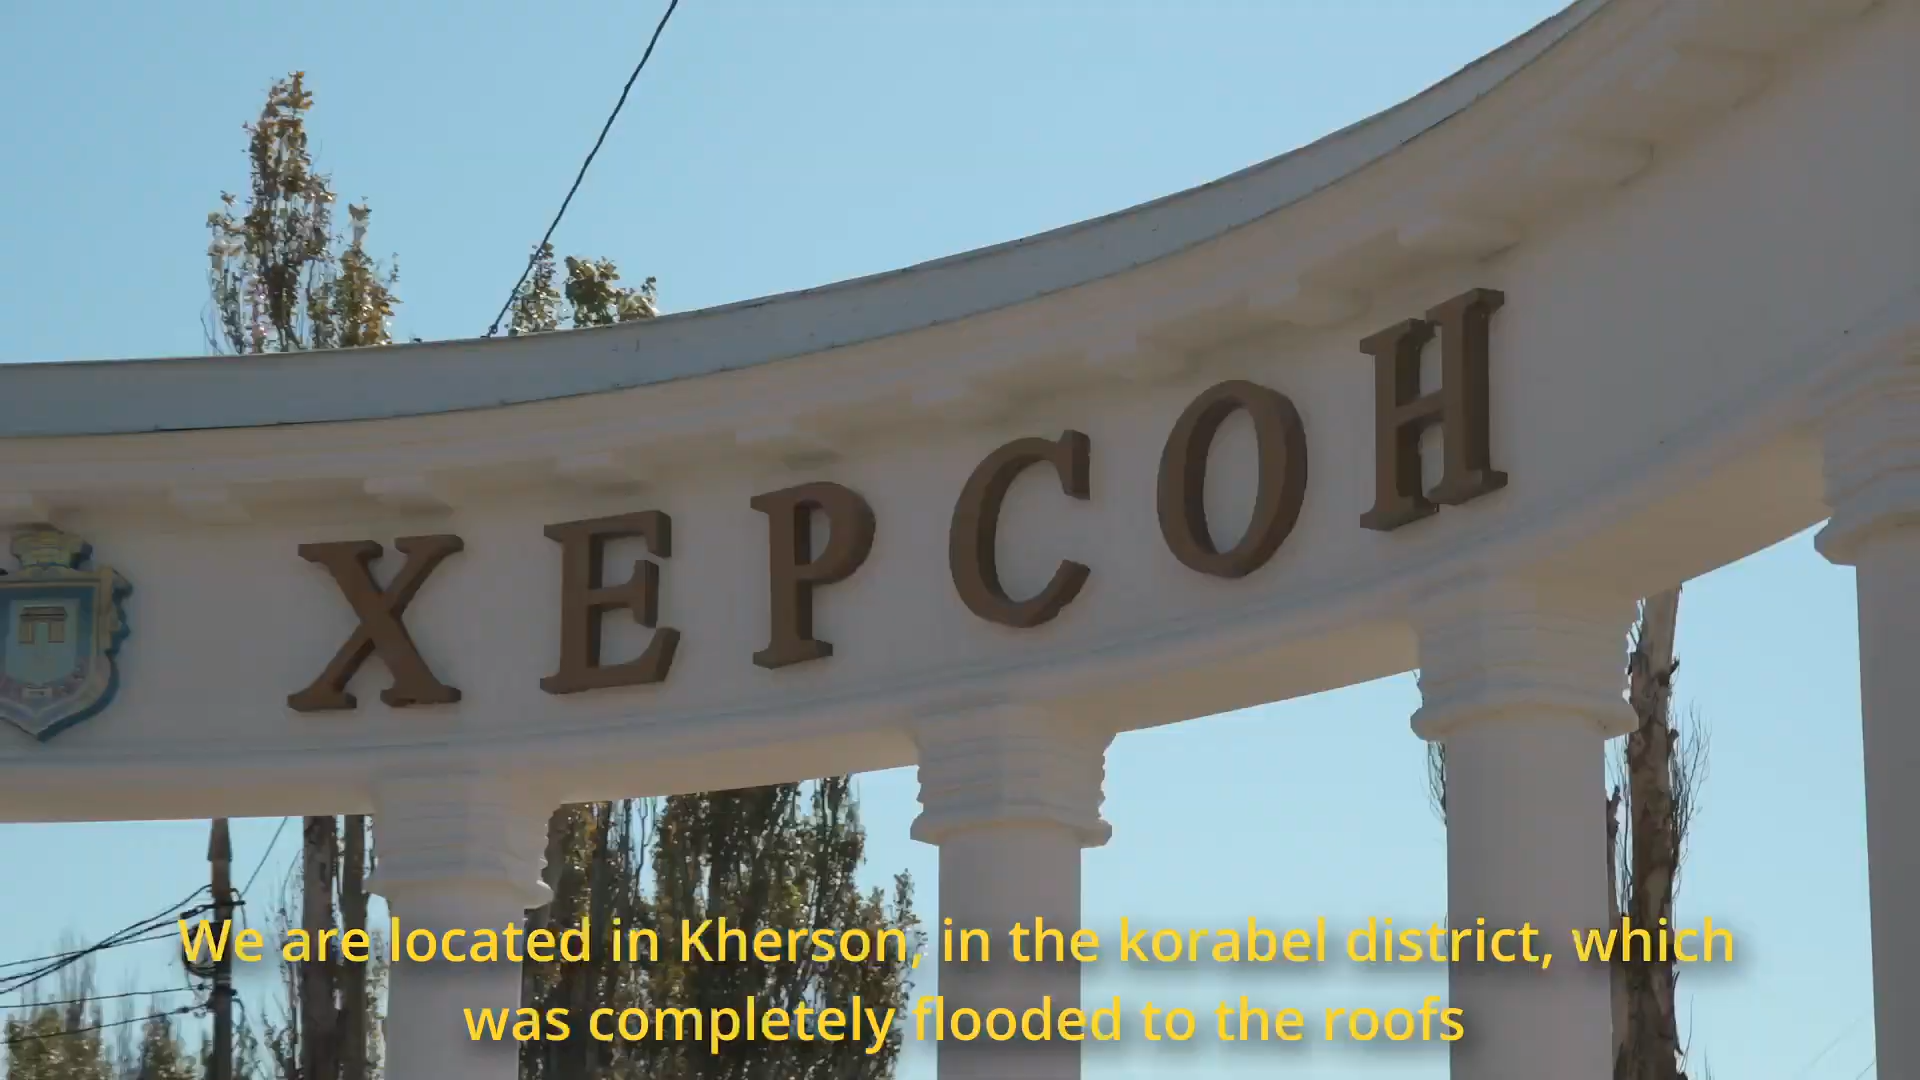 ХЕРСОН
We are located in Kherson, in the korabel district, which
was completely flooded to the roofs